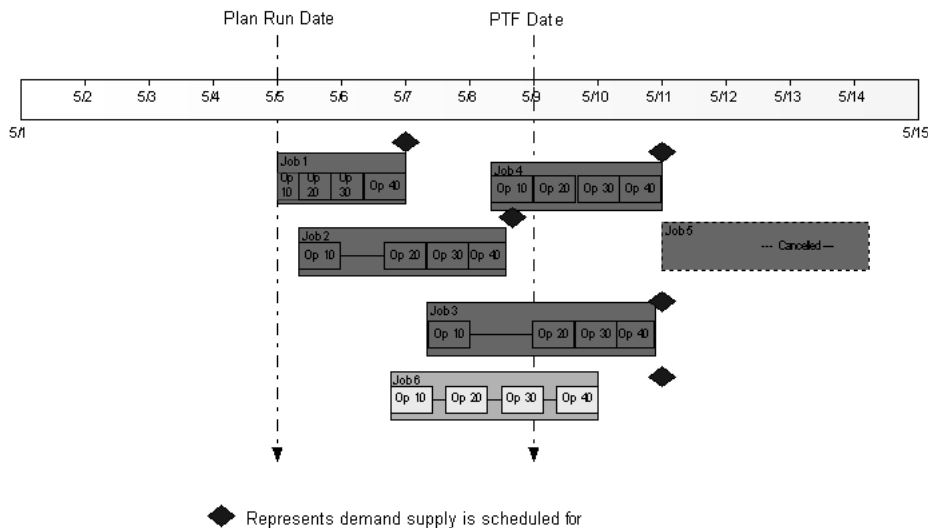 Plan Run Date
PTF Date
5/2 5/3 5/4 5/5 5/6 5/7 5/8 5/9 5/10 5/11 5/12 5/13 5/14
5/1
5/15
Job 1
Op 10 Op 20 Op 30 Op 40
Job 4
Op 10 Op 20 Op 30 Op 40
Job 2
Op 10 Op 20 Op 30 Op 40
Job 5
--- Cancelled —
Job 3
Op 10 Op 20 Op 30 Op 40
Job 6
Op 10 Op 20 Op 30 Op 40
Represents demand supply is scheduled for